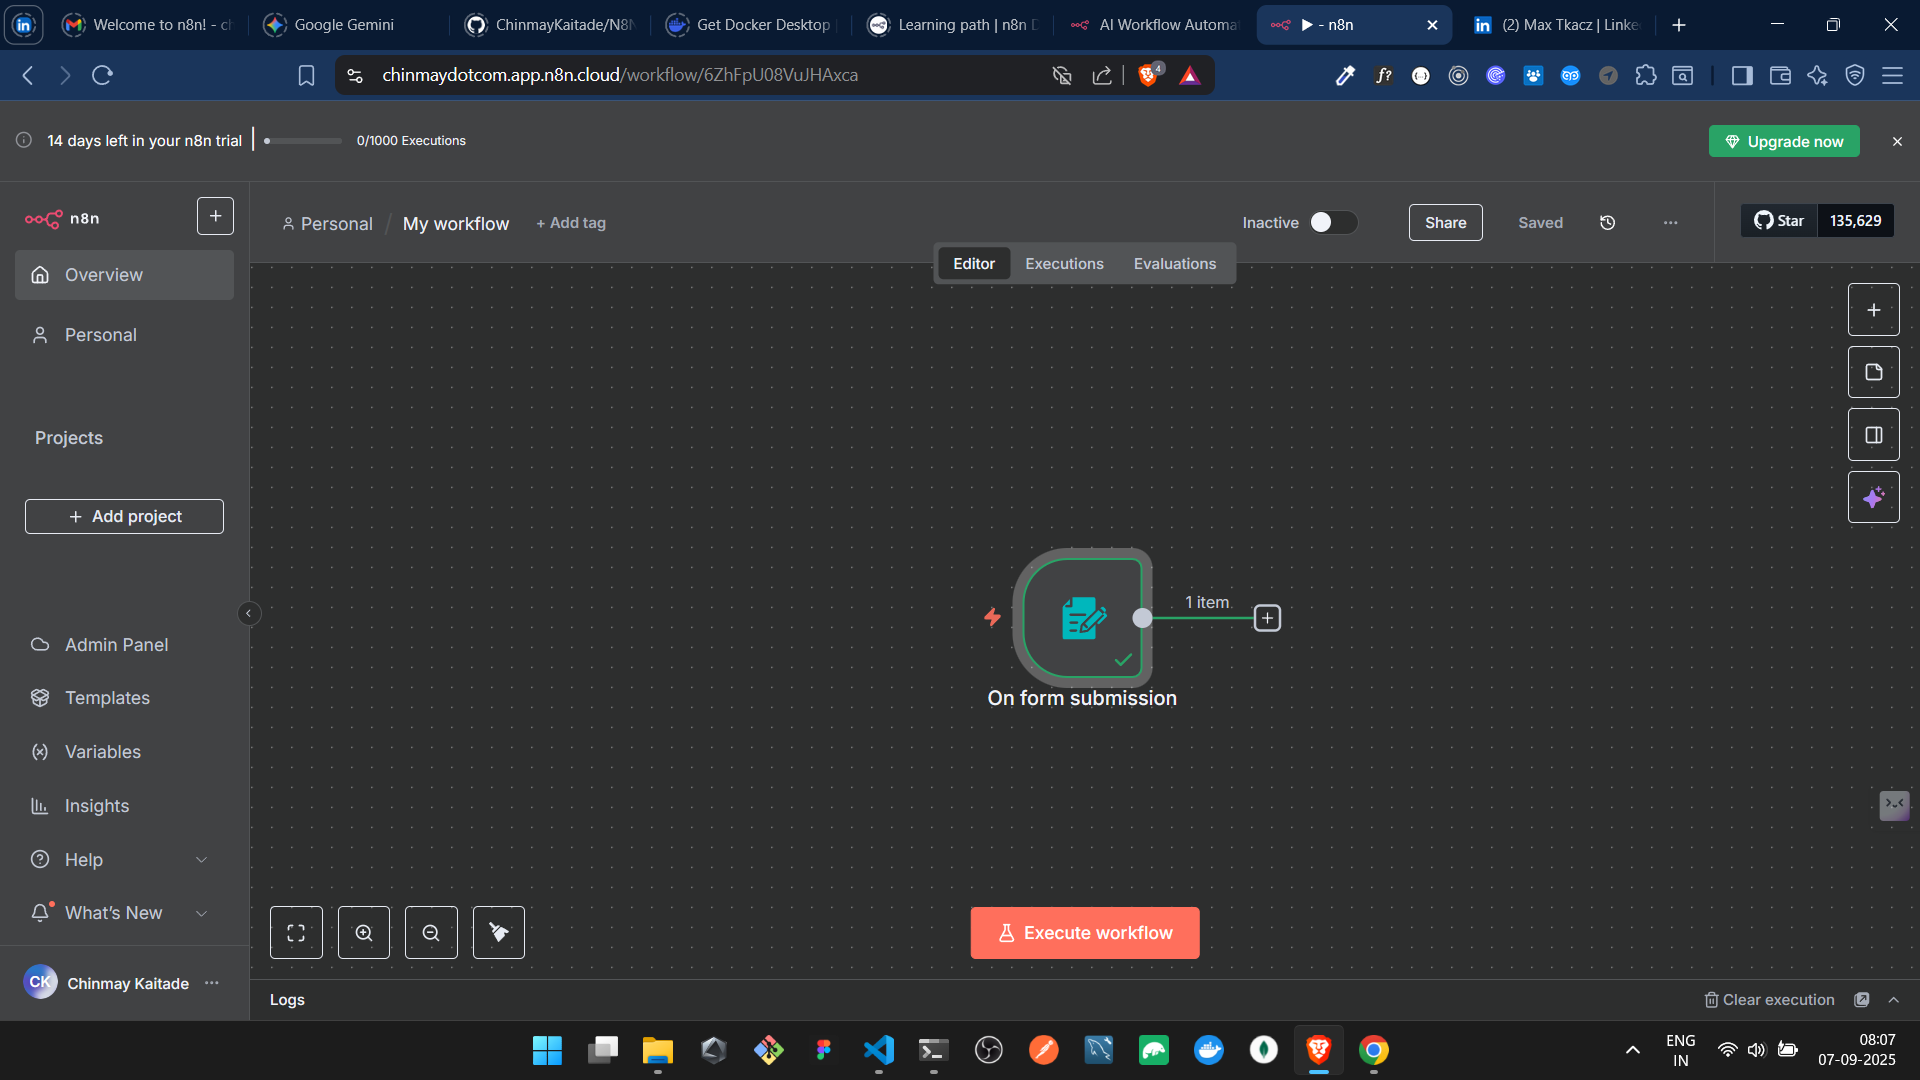 Welcome to n8n! - ch
Google Gemini
ChinmayKaitade/N8N
Get Docker Desktop
Learning path | n8n D
AI Workflow Automa
▶ - n8n
(2) Max Tkacz | Linke
chinmaydotcom.app.n8n.cloud/workflow/6ZhFpU08VuJHAxca
4
f?
14 days left in your n8n trial
0/1000 Executions
Upgrade now
n8n
Personal / My workflow + Add tag
Inactive
Share
Saved
Star 135,629
Editor Executions Evaluations
Overview
Personal
Projects
+ Add project
Admin Panel
Templates
Variables
Insights
Help
What's New
CK Chinmay Kaitade
1 item
On form submission
Execute workflow
Logs
Clear execution
ENG
IN
08:07
07-09-2025